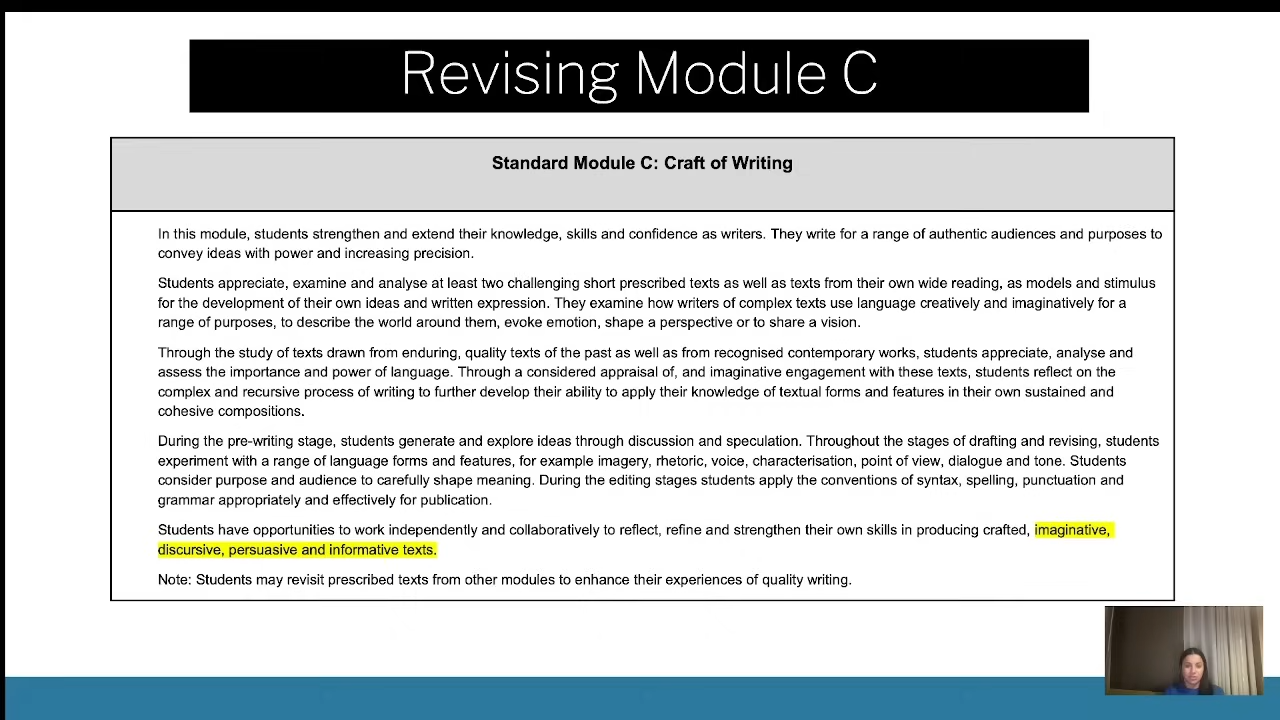 Revising Module C
Standard Module C: Craft of Writing
In this module, students strengthen and extend their knowledge, skills and confidence as writers. They write for a range of authentic audiences and purposes to
convey ideas with power and increasing precision.
Students appreciate, examine and analyse at least two challenging short prescribed texts as well as texts from their own wide reading, as models and stimulus
for the development of their own ideas and written expression. They examine how writers of complex texts use language creatively and imaginatively for a
range of purposes, to describe the world around them, evoke emotion, shape a perspective or to share a vision.
Through the study of texts drawn from enduring, quality texts of the past as well as from recognised contemporary works, students appreciate, analyse and
assess the importance and power of language. Through a considered appraisal of, and imaginative engagement with these texts, students reflect on the
complex and recursive process of writing to further develop their ability to apply their knowledge of textual forms and features in their own sustained and
cohesive compositions.
During the pre-writing stage, students generate and explore ideas through discussion and speculation. Throughout the stages of drafting and revising, students
experiment with a range of language forms and features, for example imagery, rhetoric, voice, characterisation, point of view, dialogue and tone. Students
consider purpose and audience to carefully shape meaning. During the editing stages students apply the conventions of syntax, spelling, punctuation and
grammar appropriately and effectively for publication.
Students have opportunities to work independently and collaboratively to reflect, refine and strengthen their own skills in producing crafted, imaginative,
discursive, persuasive and informative texts.
Note: Students may revisit prescribed texts from other modules to enhance their experiences of quality writing.